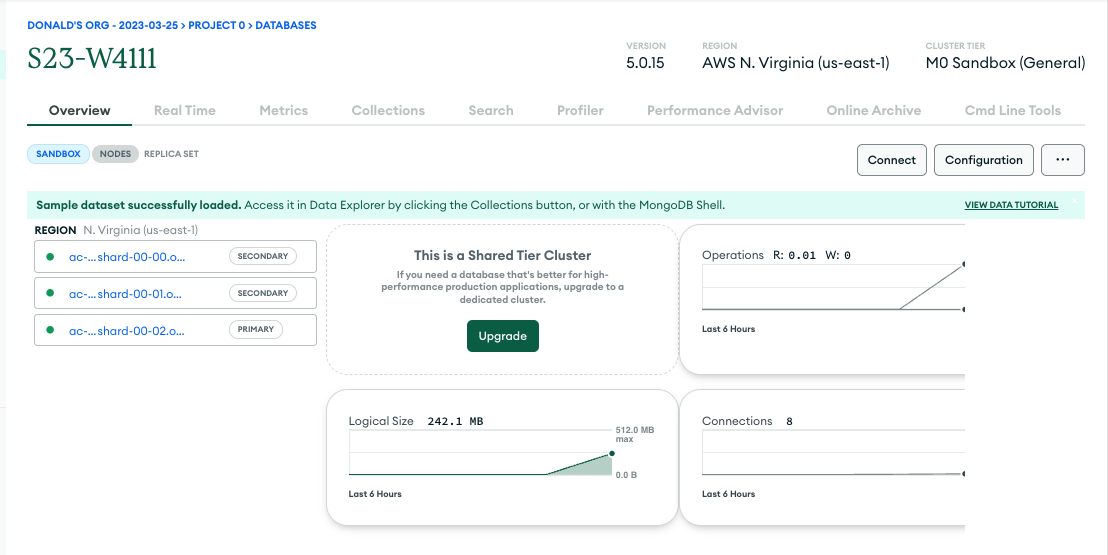 DONALD'S ORG - 2023-03-25 > PROJECT 0 > DATABASES
S23-W4111
VERSION
5.0.15
REGION
AWS N. Virginia (us-east-1)
CLUSTER TIER
M0 Sandbox (General)
Overview Real Time Metrics Collections Search Profiler Performance Advisor Online Archive Cmd Line Tools
SANDBOX NODES REPLICA SET
Connect Configuration ...
Sample dataset successfully loaded. Access it in Data Explorer by clicking the Collections button, or with the MongoDB Shell. VIEW DATA TUTORIAL x
REGION N. Virginia (us-east-1)
ac-...shard-00-00.o... SECONDARY
ac-...shard-00-01.o... SECONDARY
ac-...shard-00-02.o... PRIMARY
This is a Shared Tier Cluster
If you need a database that's better for high-
performance production applications, upgrade to a
dedicated cluster.
Upgrade
Operations R: 0.01 W: 0
Last 6 Hours
Logical Size 242.1 MB
512.0 MB
max
0.0 B
Last 6 Hours
Connections 8
Last 6 Hours